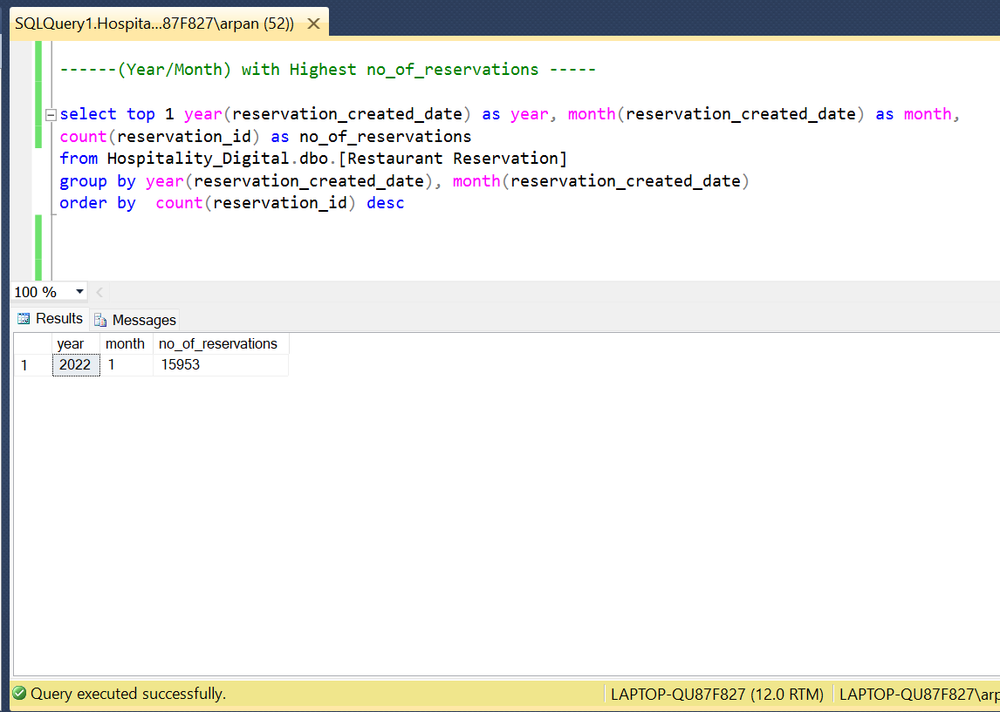 SQLQuery1.Hospita...87F827\arpan (52))
------(Year/Month) with Highest no_of_reservations -----
select top 1 year(reservation_created_date) as year, month(reservation_created_date) as month,
count(reservation_id) as no_of_reservations
from Hospitality_Digital.dbo.[Restaurant Reservation]
group by year(reservation_created_date), month(reservation_created_date)
order by  count(reservation_id) desc
100 %
Results Messages
year month no_of_reservations
1 2022 1 15953
Query executed successfully. LAPTOP-QU87F827 (12.0 RTM) LAPTOP-QU87F827\arp